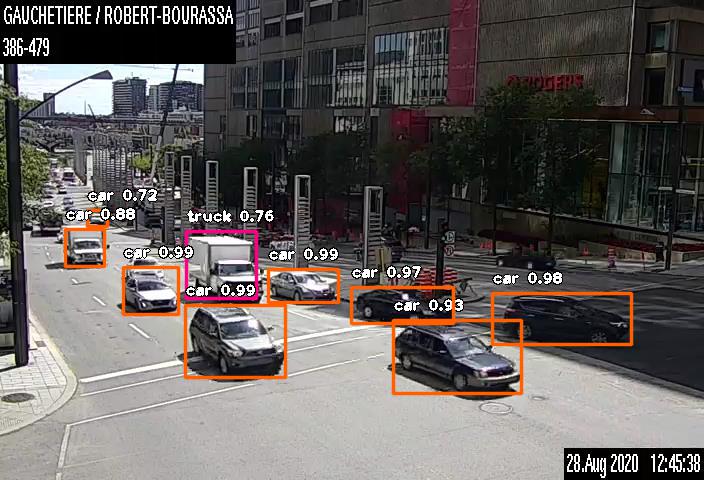 GAUCHETIERE / ROBERT-BOURASSA
386-479
ROGERS
car 0.72
car 0.88
truck 0.76
car 0.99
car 0.99
car 0.97
car 0.98
car 0.99
car 0.93
28.Aug 2020 12:45:38